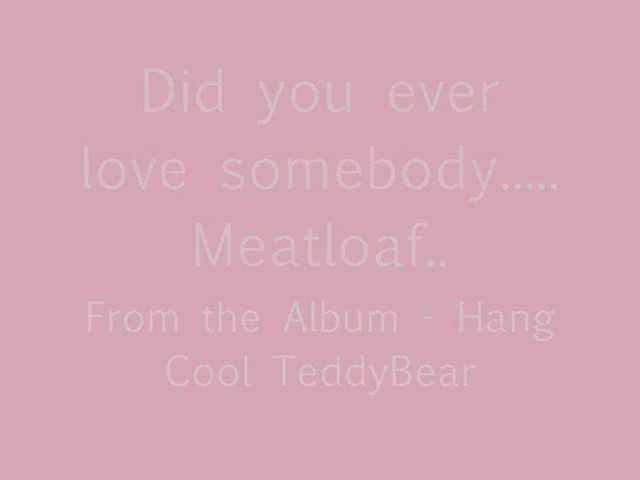 Did you ever
love somebody.....
Meatloaf..
From the Album - Hang
Cool TeddyBear